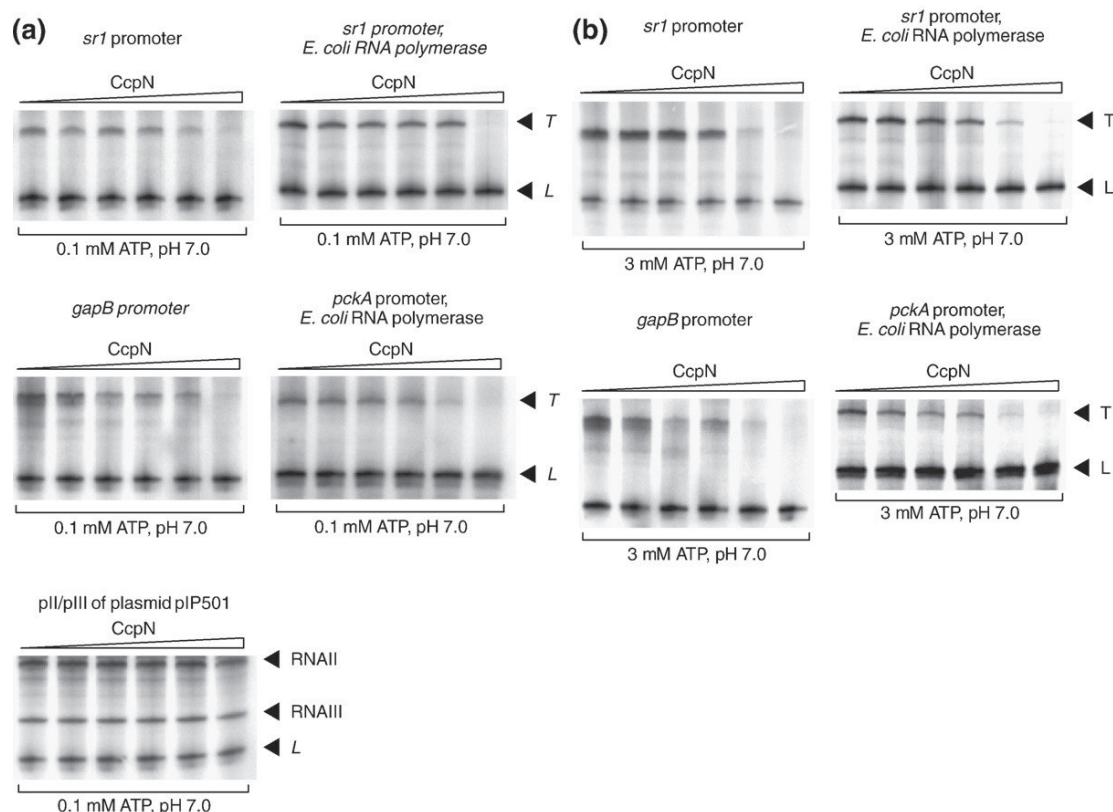 (a)
sr1 promoter
CcpN
0.1 mM ATP, pH 7.0
sr1 promoter,
E. coli RNA polymerase
CcpN
T
L
0.1 mM ATP, pH 7.0
gapB promoter
CcpN
0.1 mM ATP, pH 7.0
pckA promoter,
E. coli RNA polymerase
CcpN
T
L
0.1 mM ATP, pH 7.0
pII/pIII of plasmid pIP501
CcpN
RNAII
RNAIII
L
0.1 mM ATP, pH 7.0
(b)
sr1 promoter
CcpN
3 mM ATP, pH 7.0
sr1 promoter,
E. coli RNA polymerase
CcpN
T
L
3 mM ATP, pH 7.0
gapB promoter
CcpN
3 mM ATP, pH 7.0
pckA promoter,
E. coli RNA polymerase
CcpN
T
L
3 mM ATP, pH 7.0